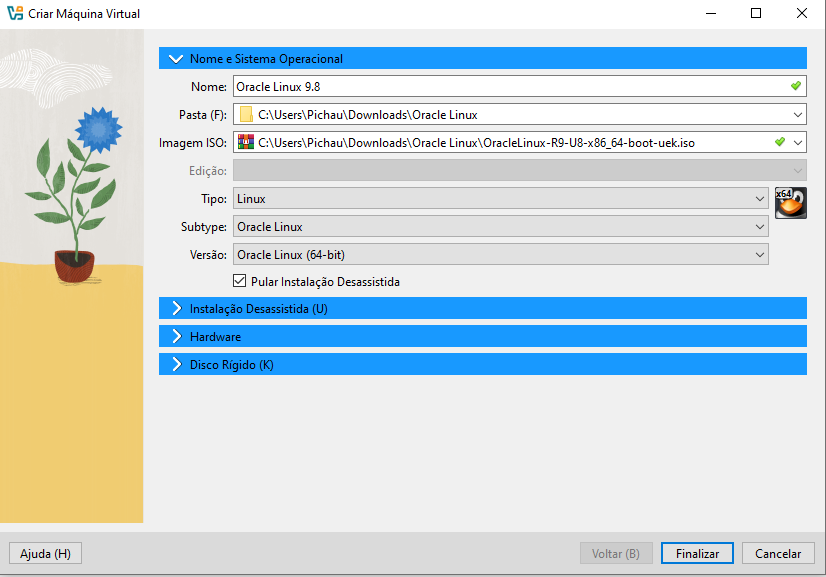 Criar Máquina Virtual
Nome e Sistema Operacional
Nome: Oracle Linux 9.8
Pasta (F): C:\Users\Pichau\Downloads\Oracle Linux
Imagem ISO: C:\Users\Pichau\Downloads\Oracle Linux\OracleLinux-R9-U8-x86_64-boot-uek.iso
Edição:
Tipo: Linux
x64
Subtype: Oracle Linux
Versão: Oracle Linux (64-bit)
Pular Instalação Desassistida
Instalação Desassistida (U)
Hardware
Disco Rígido (K)
Ajuda (H) Voltar (B) Finalizar Cancelar